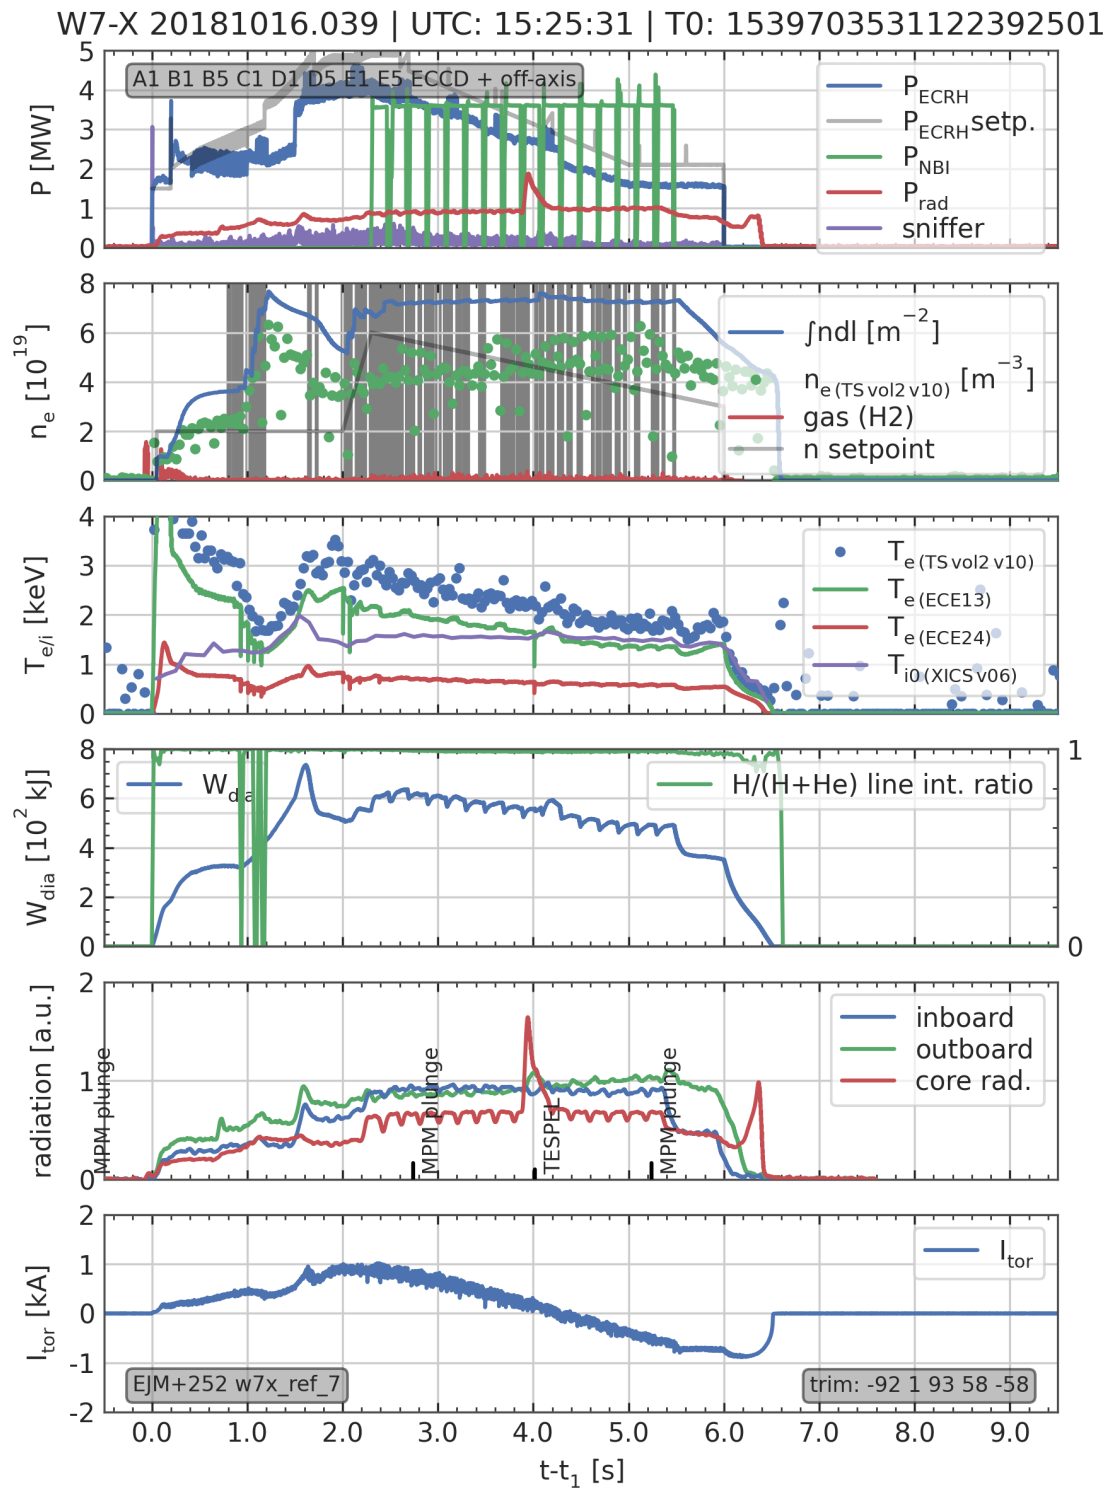 W7-X 20181016.039 | UTC: 15:25:31 | T0: 1539703531122392501
5
4
3
2
1
0
P [MW]
A1 B1 B5 C1 D1 D5 E1 E5 ECCD + off-axis
P_ECRH
P_ECRH setp.
P_NBI
P_rad
sniffer
8
6
4
2
0
n_e [10^19]
∫ndl [m^−2]
n_e (TS vol2 v10) [m^−3]
gas (H2)
n setpoint
4
3
2
1
0
T_e/i [keV]
T_e (TS vol2 v10)
T_e (ECE13)
T_e (ECE24)
T_i0 (XICS v06)
8
6
4
2
0
W_dia [10^2 kJ]
W_dia
H/(H+He) line int. ratio
1
0
2
1
0
radiation [a.u.]
MPM plunge
MPM plunge
TESPEL
MPM plunge
inboard
outboard
core rad.
2
1
0
-1
-2
I_tor [kA]
I_tor
EJM+252 w7x_ref_7
trim: -92 1 93 58 -58
0.0 1.0 2.0 3.0 4.0 5.0 6.0 7.0 8.0 9.0
t-t_1 [s]